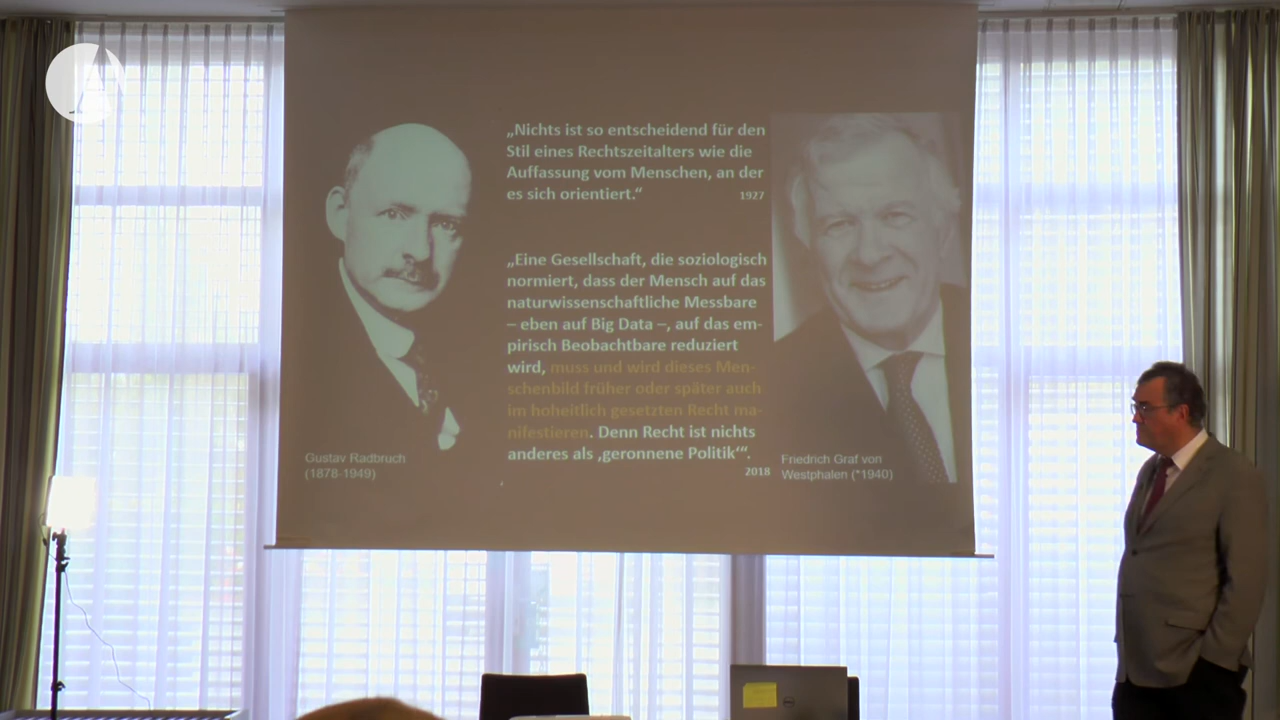 „Nichts ist so entscheidend für den
Stil eines Rechtszeitalters wie die
Auffassung vom Menschen, an der
es sich orientiert.“
1927
„Eine Gesellschaft, die soziologisch
normiert, dass der Mensch auf das
naturwissenschaftliche Messbare
– eben auf Big Data –, auf das em-
pirisch Beobachtbare reduziert
wird, muss und wird dieses Men-
schenbild früher oder später auch
im hoheitlich gesetzten Recht ma-
nifestieren. Denn Recht ist nichts
anderes als ‚geronnene Politik‘“.
2018
Gustav Radbruch
(1878-1949)
Friedrich Graf von
Westphalen (*1940)